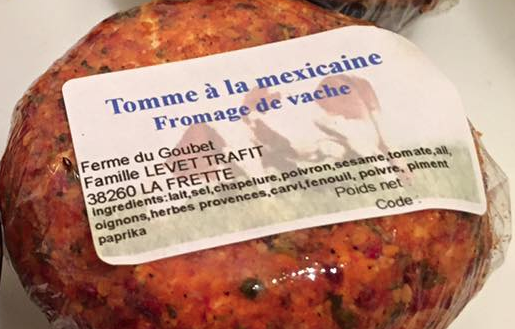 Tomme à la mexicaine
Fromage de vache
Ferme du Goubet
Famille LEVET TRAFIT
38260 LA FRETTE
ingredients:lait,sel,chapelure,poivron,sesame,tomate,ail,
oignons,herbes provences,carvi,fenouil, poivre, piment
paprika
Poids net
Code :